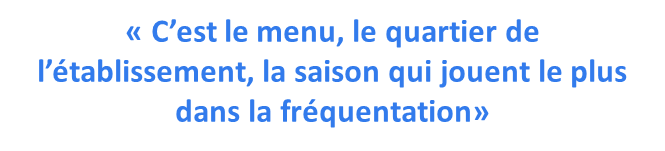 « C’est le menu, le quartier de
l’établissement, la saison qui jouent le plus
dans la fréquentation»